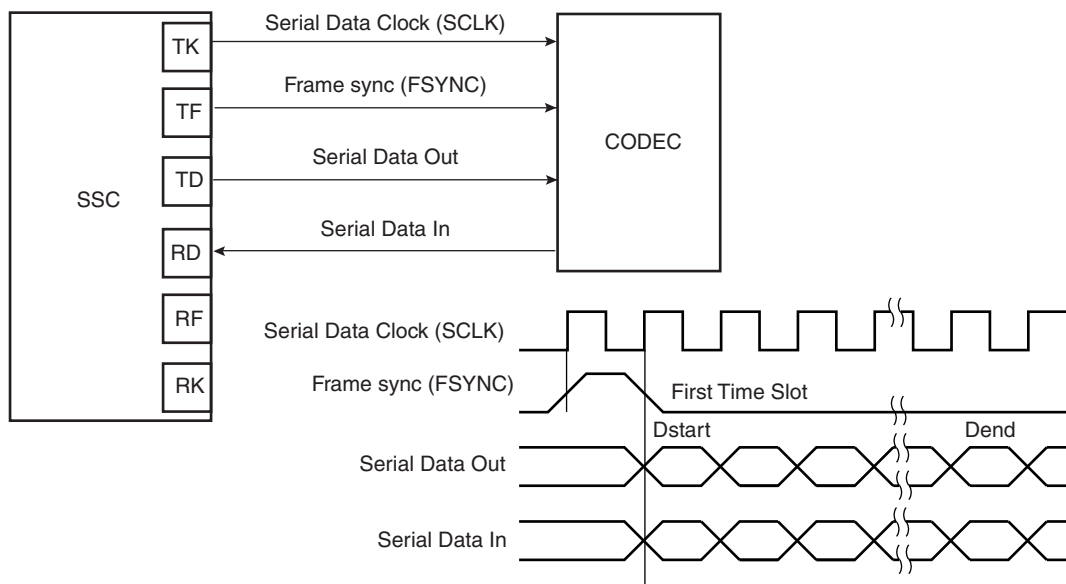 Serial Data Clock (SCLK)
TK
Frame sync (FSYNC)
TF
CODEC
Serial Data Out
TD
SSC
Serial Data In
RD
RF
Serial Data Clock (SCLK)
RK
Frame sync (FSYNC)
First Time Slot
Dstart
Dend
Serial Data Out
Serial Data In